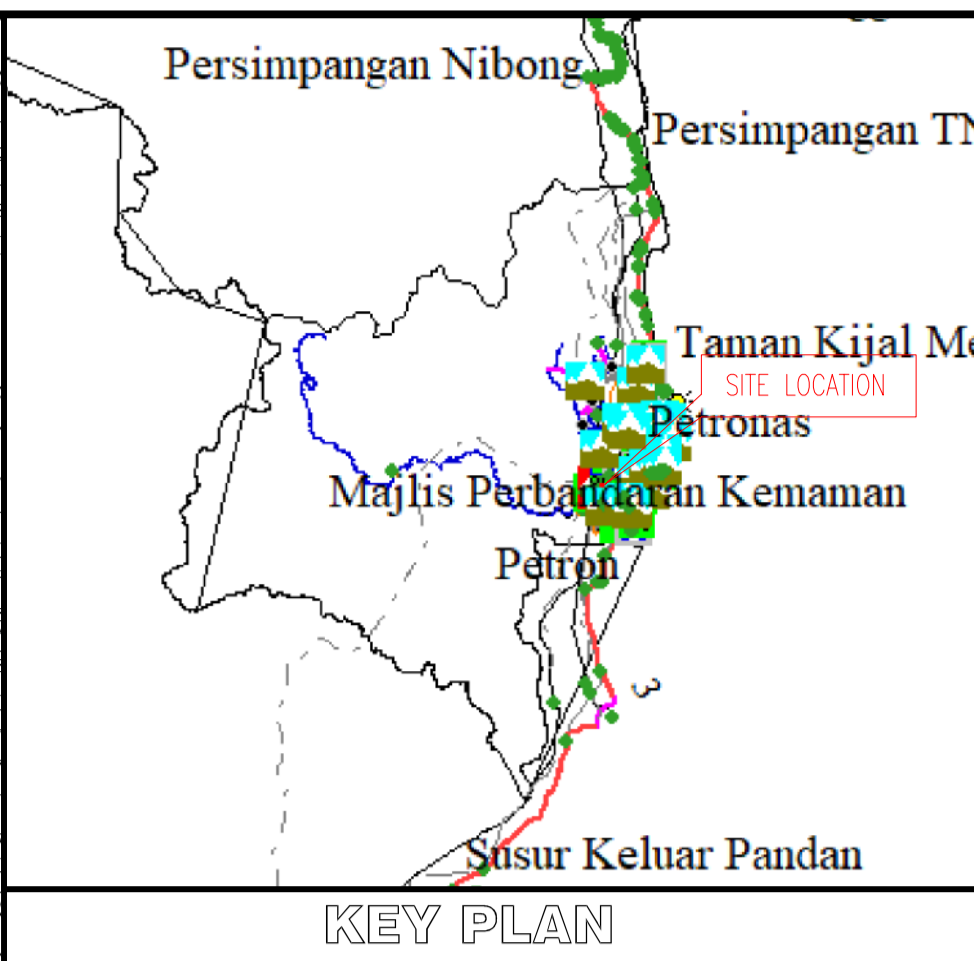 Persimpangan Nibong
Persimpangan TN
Taman Kijal Me
SITE LOCATION
Petronas
Majlis Perbandaran Kemaman
Petron
3
Susur Keluar Pandan
KEY PLAN